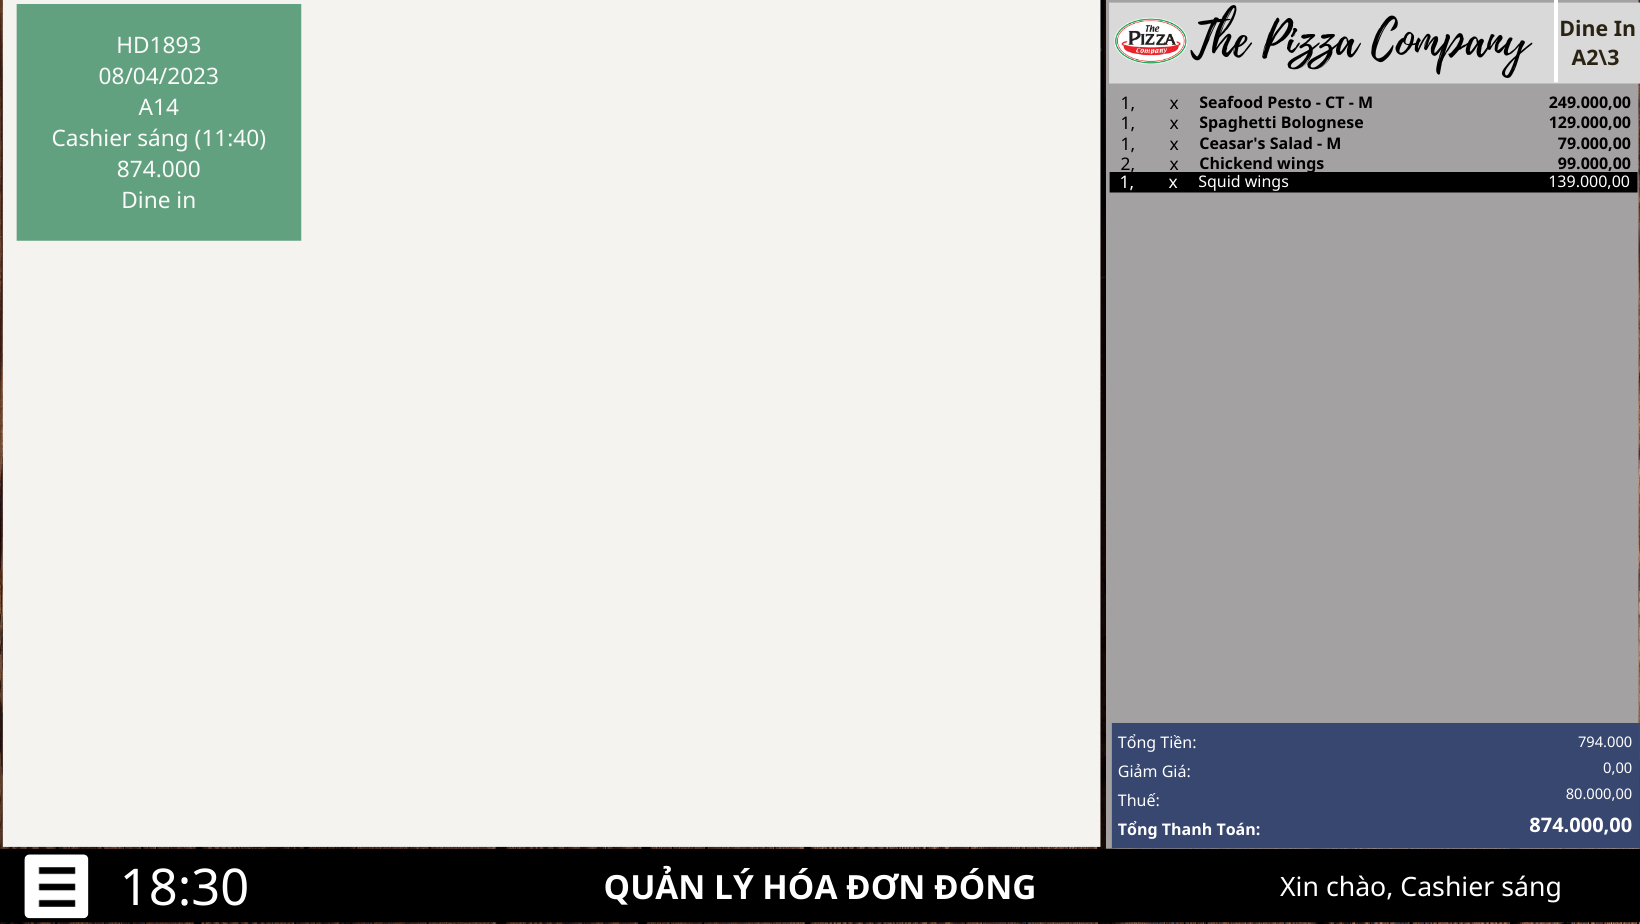 HD1893
08/04/2023
A14
Cashier sáng (11:40)
874.000
Dine in
The
PIZZA
Company
The Pizza Company
Dine In
A2\3
1, x Seafood Pesto - CT - M 249.000,00
1, x Spaghetti Bolognese 129.000,00
1, x Ceasar's Salad - M 79.000,00
2, x Chickend wings 99.000,00
1, x Squid wings 139.000,00
Tổng Tiền: 794.000
Giảm Giá: 0,00
Thuế: 80.000,00
Tổng Thanh Toán: 874.000,00
18:30
QUẢN LÝ HÓA ĐƠN ĐÓNG
Xin chào, Cashier sáng